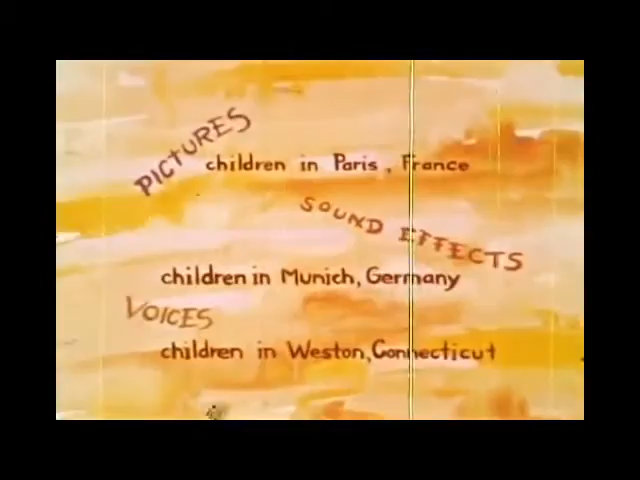 PICTURES
children in Paris, France
SOUND EFFECTS
children in Munich, Germany
VOICES
children in Weston, Connecticut